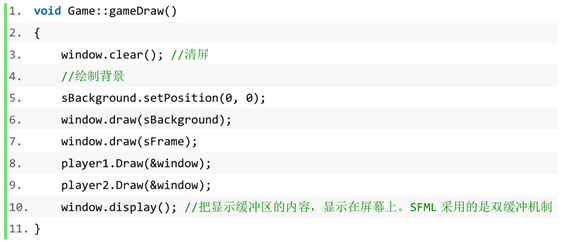 1. void Game::gameDraw()
2. {
3.     window.clear(); //清屏
4.     //绘制背景
5.     sBackground.setPosition(0, 0);
6.     window.draw(sBackground);
7.     window.draw(sFrame);
8.     player1.Draw(&window);
9.     player2.Draw(&window);
10.     window.display(); //把显示缓冲区的内容，显示在屏幕上。SFML 采用的是双缓冲机制
11. }